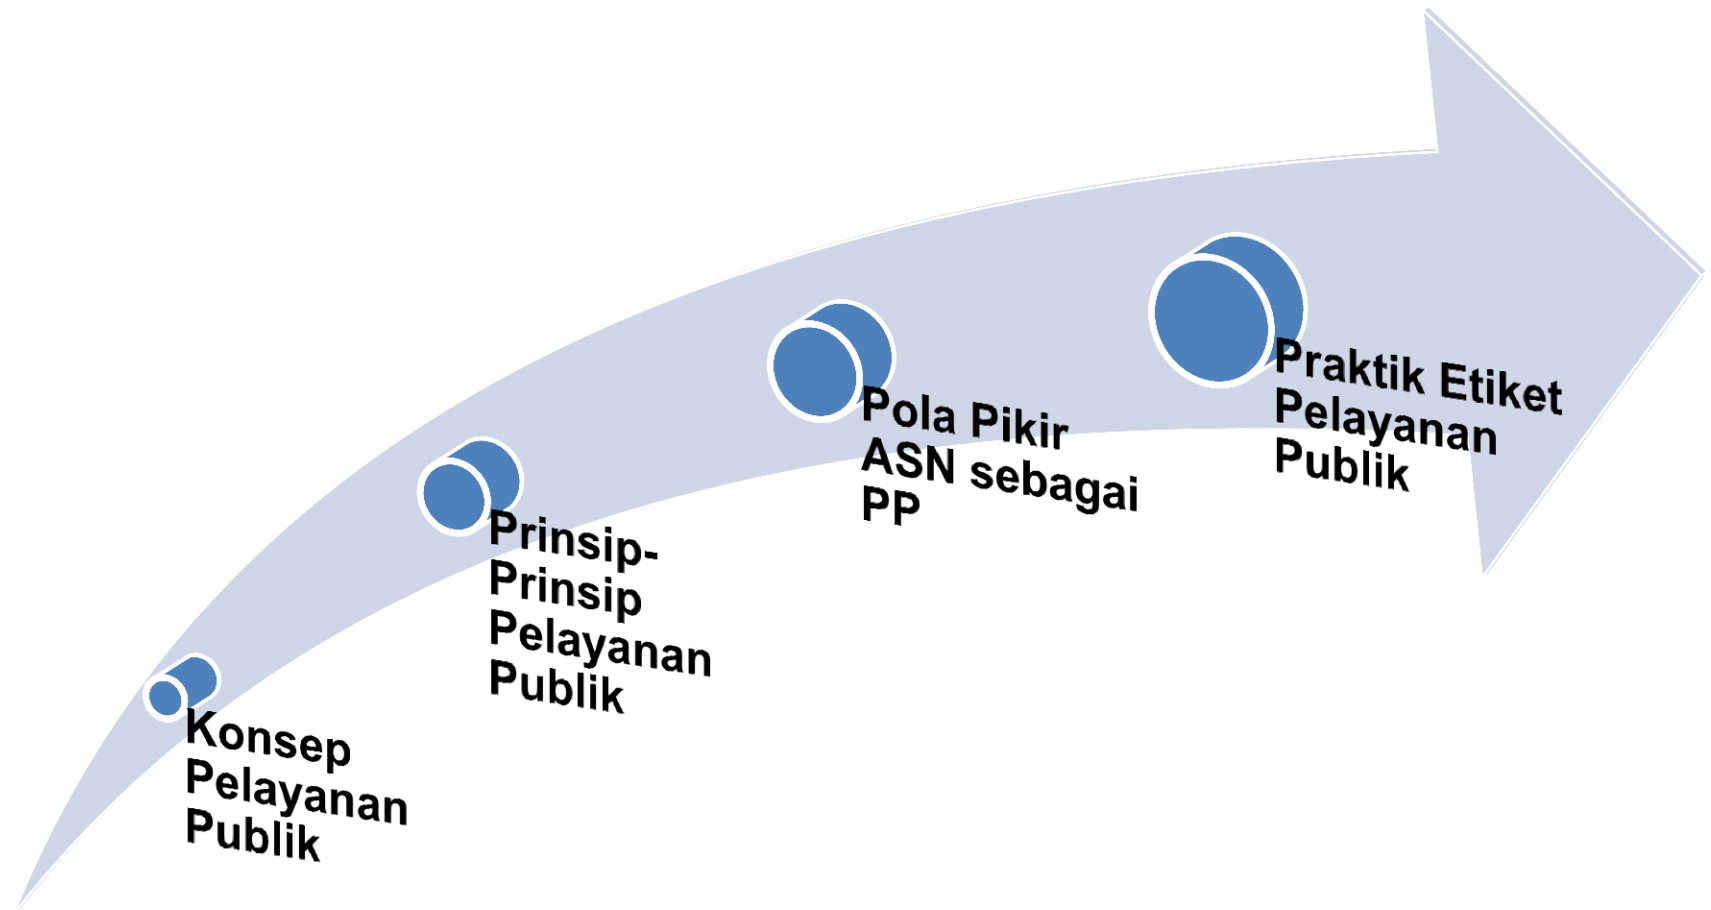 Konsep
Pelayanan
Publik
Prinsip-
Prinsip
Pelayanan
Publik
Pola Pikir
ASN sebagai
PP
Praktik Etiket
Pelayanan
Publik